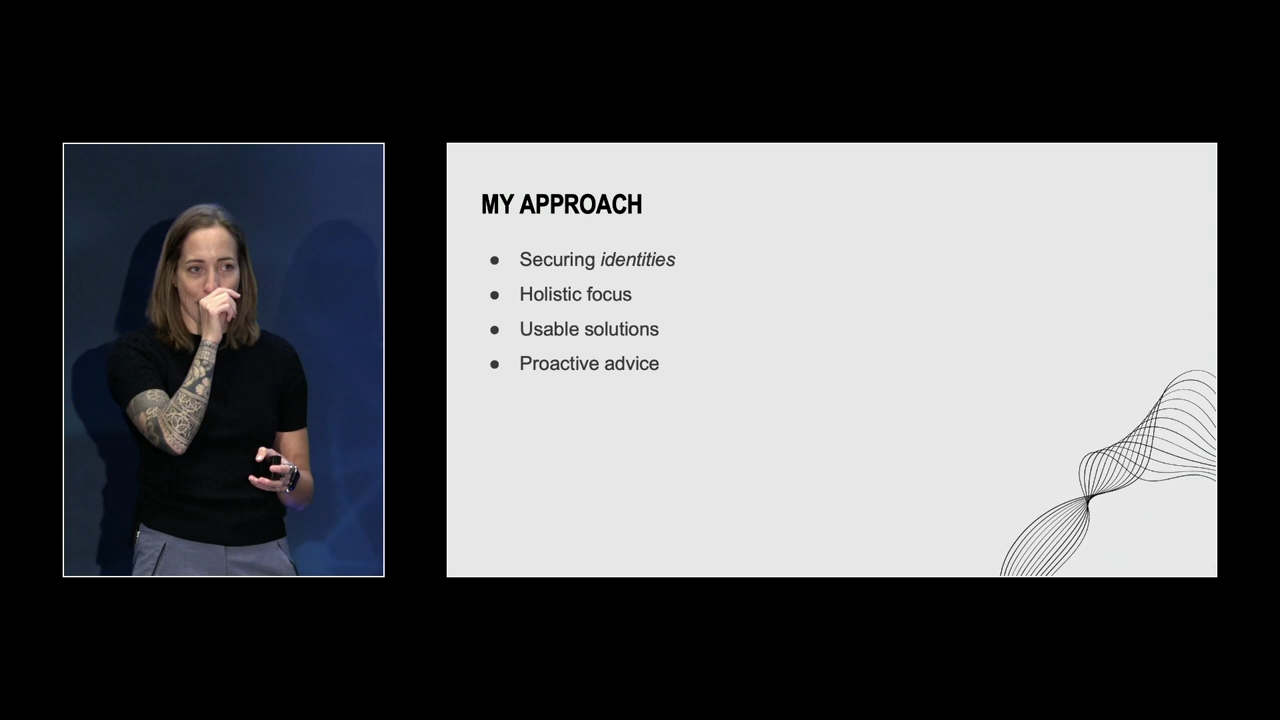 MY APPROACH
● Securing identities
● Holistic focus
● Usable solutions
● Proactive advice